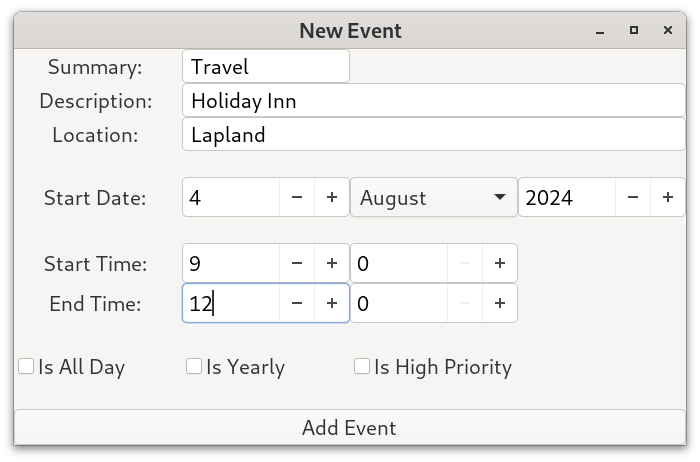 New Event
Summary: Travel
Description: Holiday Inn
Location: Lapland
Start Date: 4 − + August 2024 − +
Start Time: 9 − + 0 − +
End Time: 12 − + 0 − +
Is All Day Is Yearly Is High Priority
Add Event